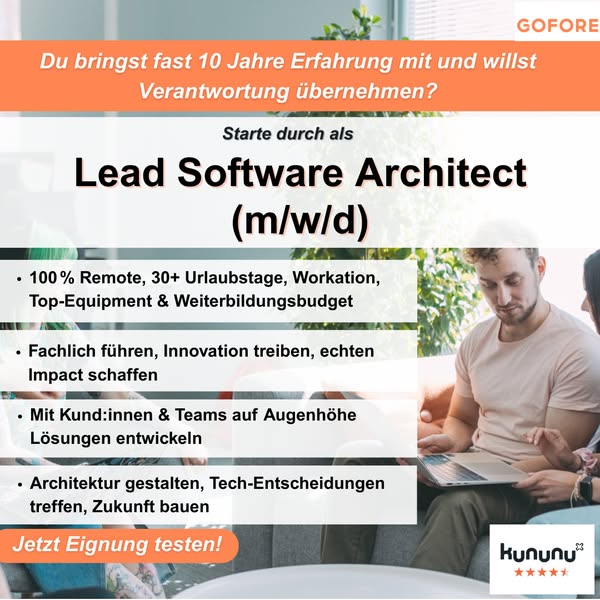 GOFORE
Du bringst fast 10 Jahre Erfahrung mit und willst
Verantwortung übernehmen?
Starte durch als
Lead Software Architect
(m/w/d)
• 100 % Remote, 30+ Urlaubstage, Workation,
Top-Equipment & Weiterbildungsbudget
• Fachlich führen, Innovation treiben, echten
Impact schaffen
• Mit Kund:innen & Teams auf Augenhöhe
Lösungen entwickeln
• Architektur gestalten, Tech-Entscheidungen
treffen, Zukunft bauen
Jetzt Eignung testen!
kununu